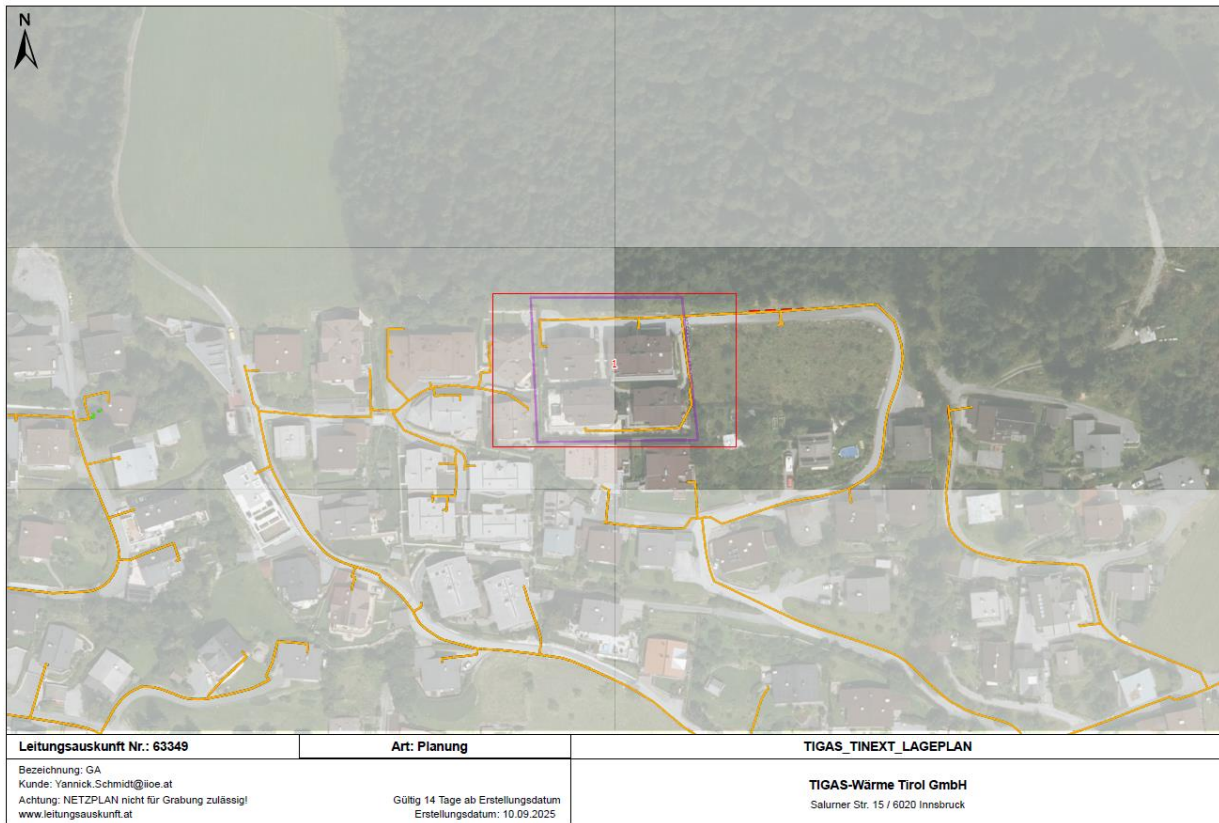 N
1
Leitungsauskunft Nr.: 63349
Art: Planung
TIGAS_TINEXT_LAGEPLAN
Bezeichnung: GA
Kunde: Yannick.Schmidt@iioe.at
Achtung: NETZPLAN nicht für Grabung zulässig!
www.leitungsauskunft.at
Gültig 14 Tage ab Erstellungsdatum
Erstellungsdatum: 10.09.2025
TIGAS-Wärme Tirol GmbH
Salurner Str. 15 / 6020 Innsbruck